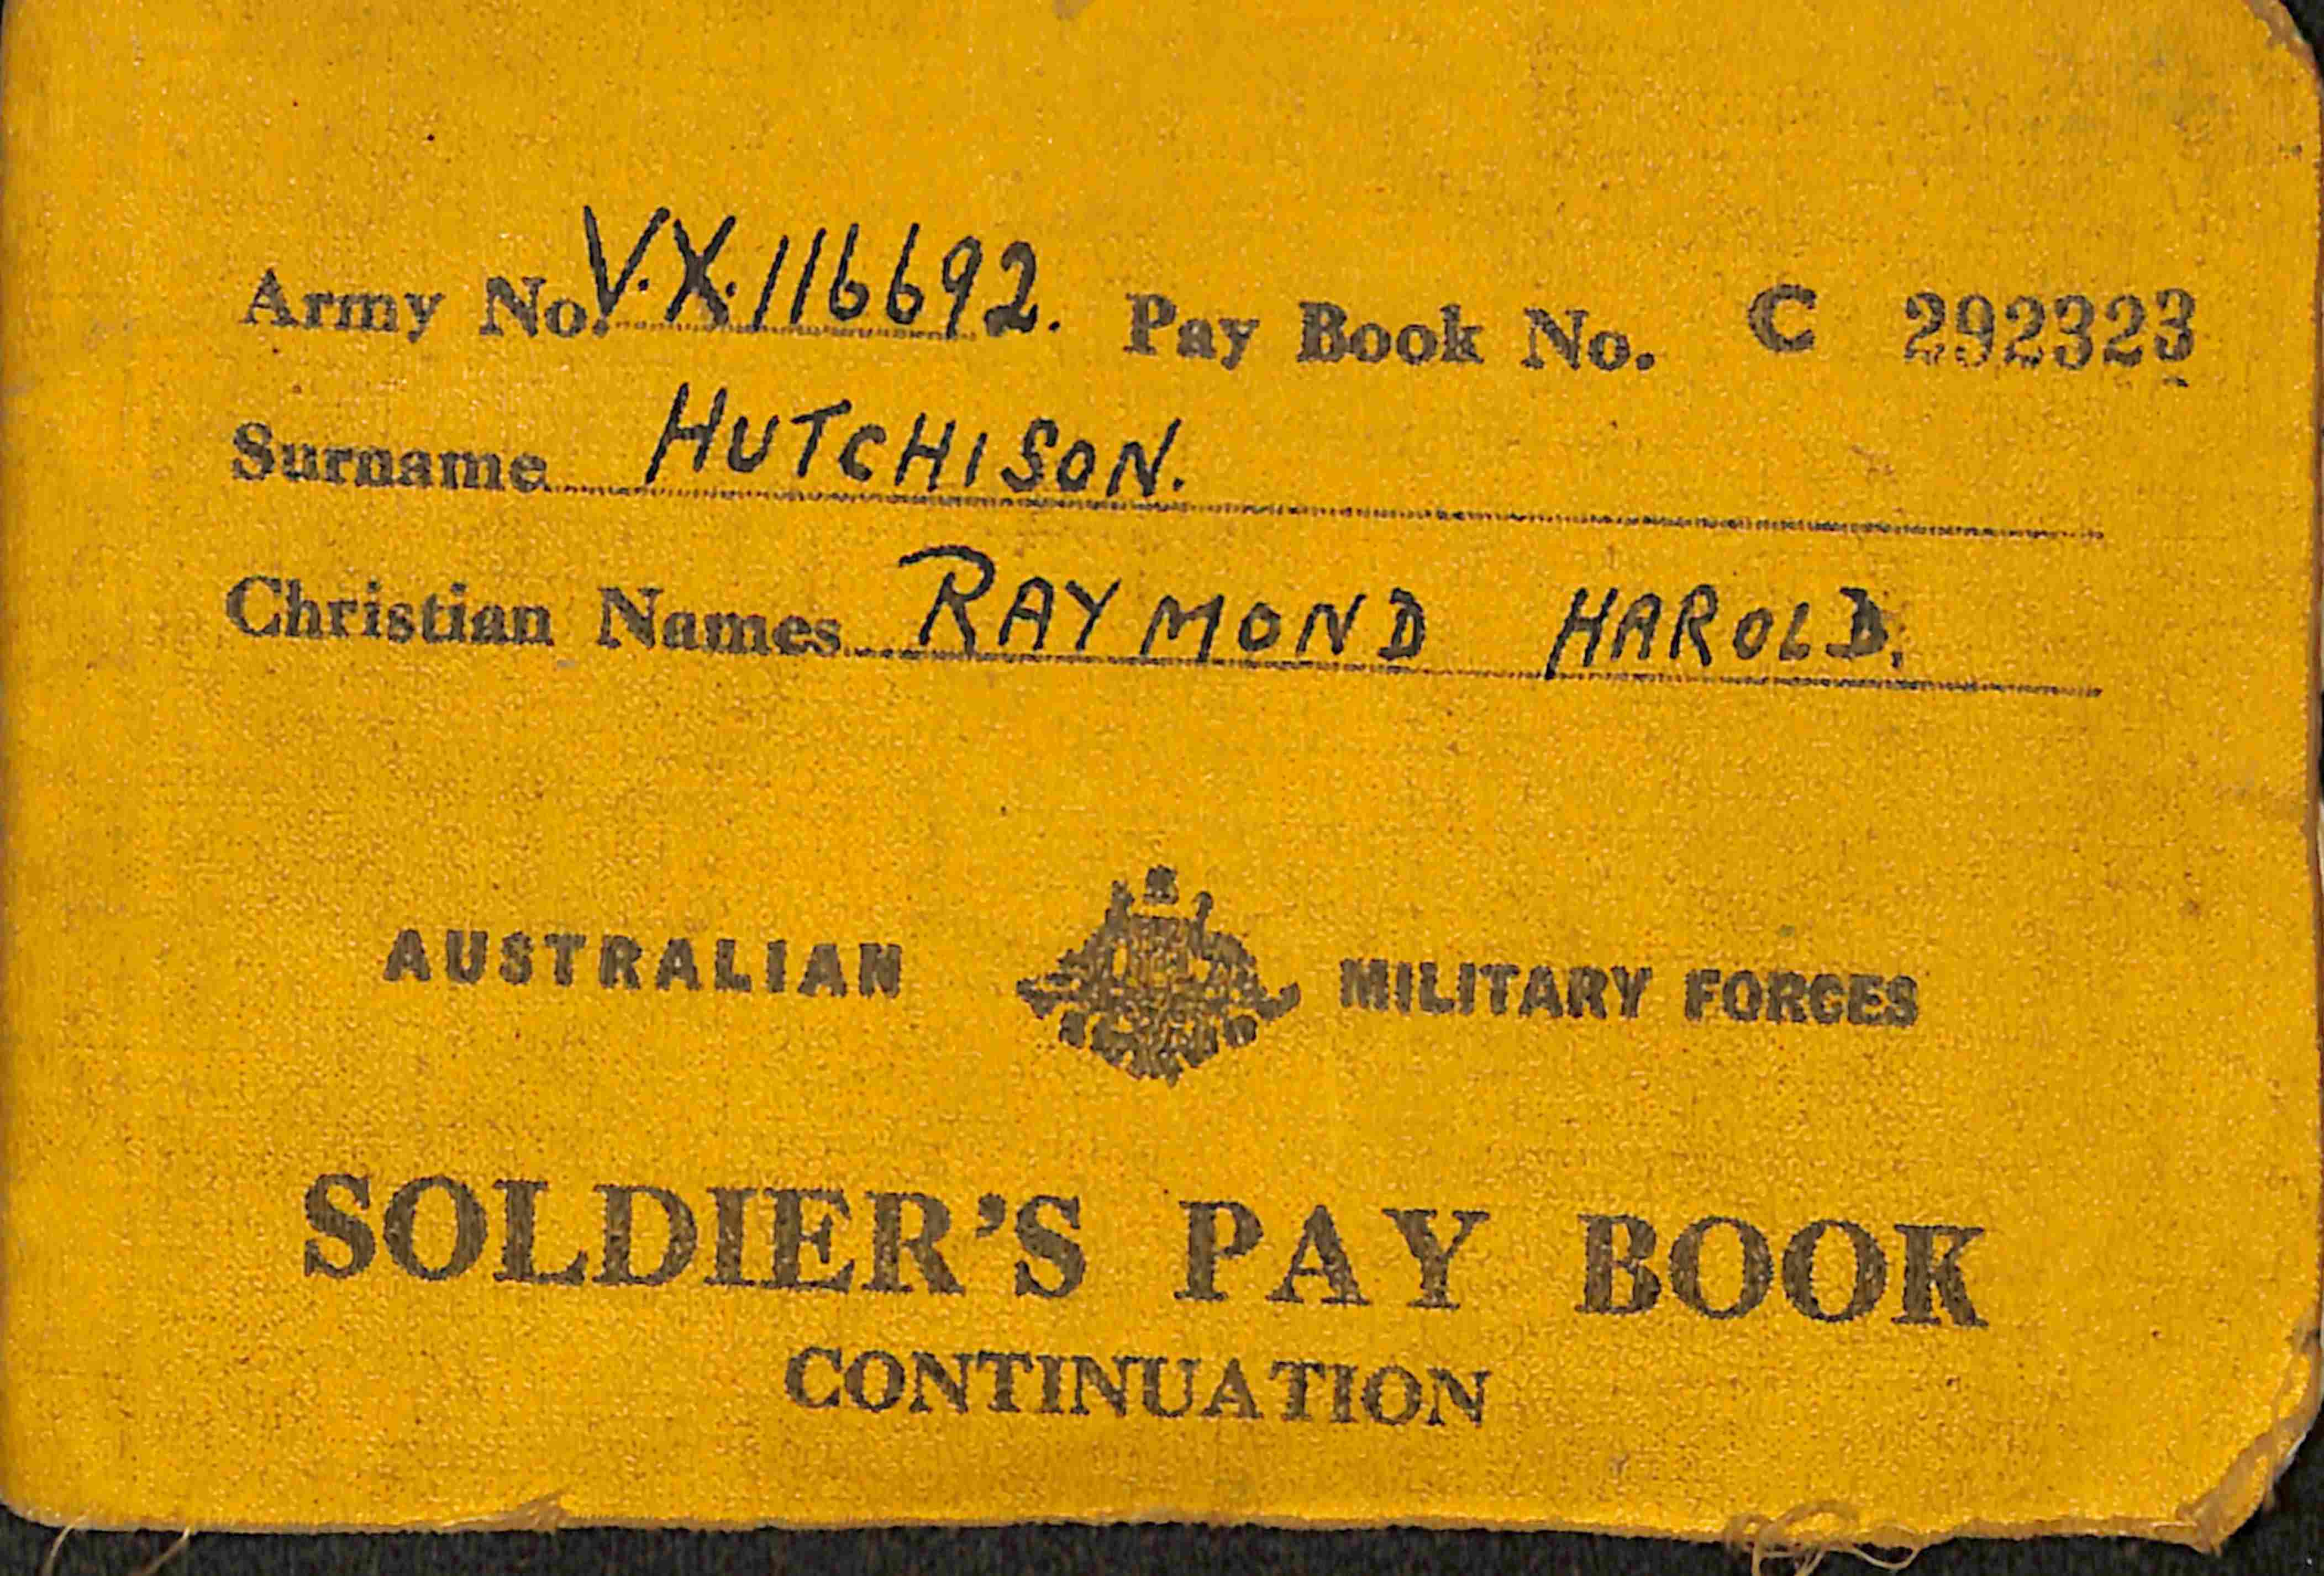 Army No. V.X.116692. Pay Book No. C 292323
Surname HUTCHISON.
Christian Names RAYMOND HAROLD.
AUSTRALIAN MILITARY FORCES
SOLDIER'S PAY BOOK
CONTINUATION